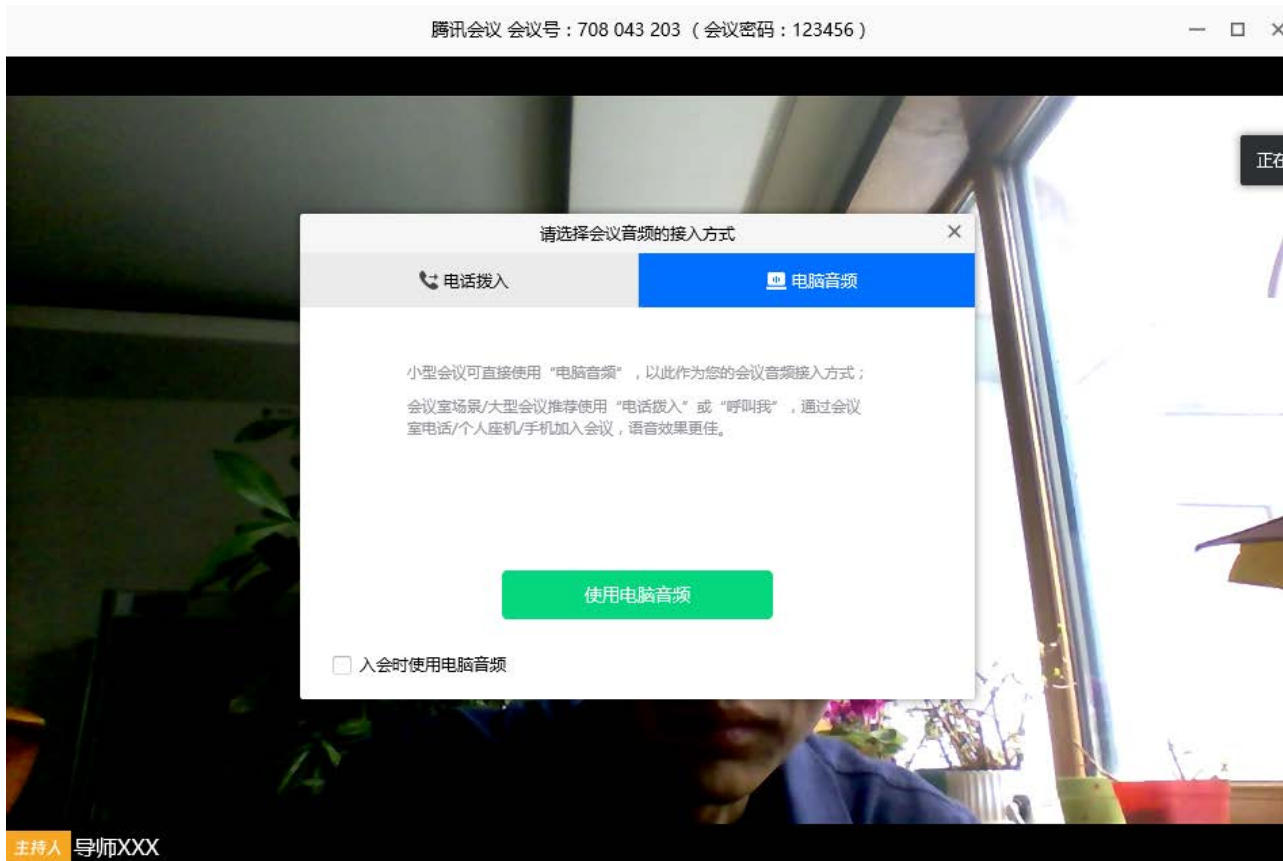 腾讯会议 会议号：708 043 203 （会议密码：123456）
正在
请选择会议音频的接入方式
电话拨入
电脑音频
小型会议可直接使用“电脑音频”，以此作为您的会议音频接入方式；
会议室场景/大型会议推荐使用“电话拨入”或“呼叫我”，通过会议
室电话/个人座机/手机加入会议，语音效果更佳。
使用电脑音频
入会时使用电脑音频
主持人 导师XXX